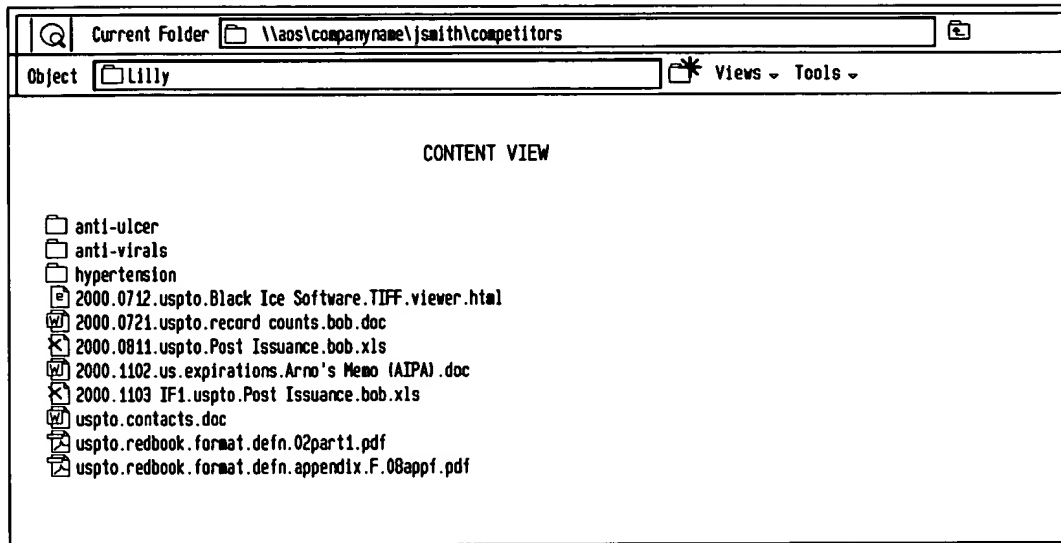 Current Folder \\aos\companyname\jsmith\competitors
Object Lilly Views Tools
CONTENT VIEW
anti-ulcer
anti-virals
hypertension
2000.0712.uspto.Black Ice Software.TIFF.viewer.html
2000.0721.uspto.record counts.bob.doc
2000.0811.uspto.Post Issuance.bob.xls
2000.1102.us.expirations.Arno's Memo (AIPA).doc
2000.1103 IF1.uspto.Post Issuance.bob.xls
uspto.contacts.doc
uspto.redbook.format.defn.02part1.pdf
uspto.redbook.format.defn.appendix.F.08appf.pdf